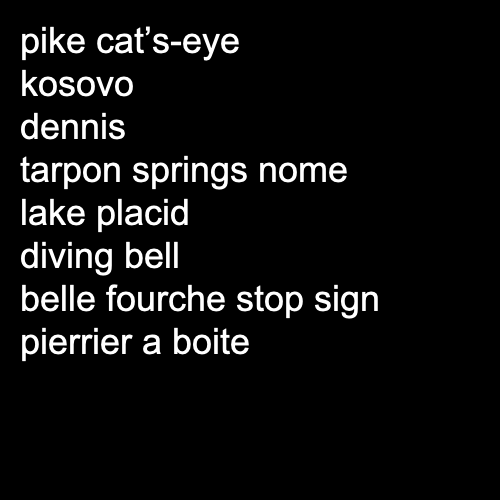 pike cat’s-eye
kosovo
dennis
tarpon springs nome
lake placid
diving bell
belle fourche stop sign
pierrier a boite